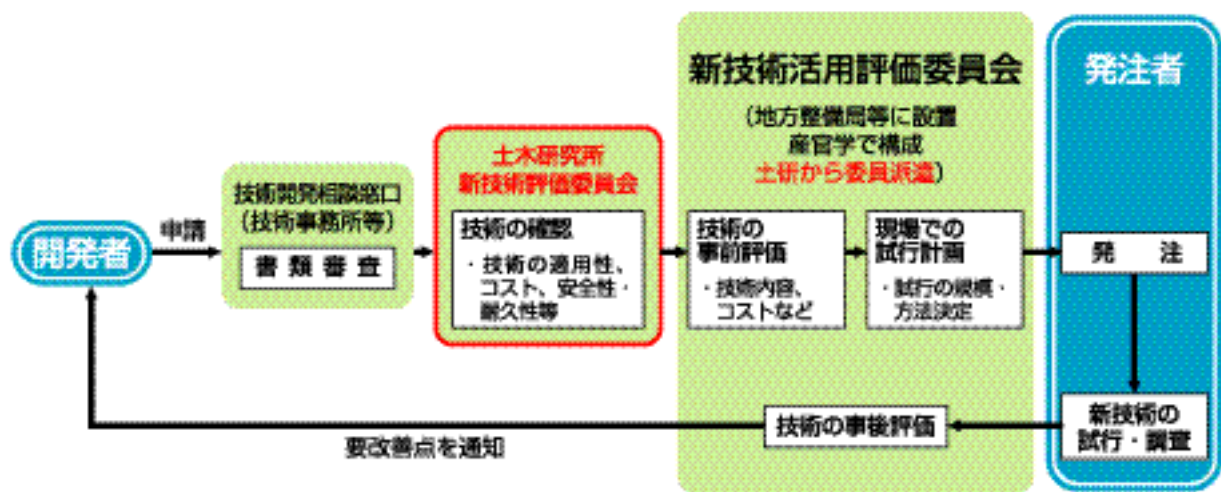 開発者
申請
技術開発相談窓口
(技術事務所等)
書類審査
土木研究所
新技術評価委員会
技術の確認
・技術の適用性、
コスト、安全性・
耐久性等
新技術活用評価委員会
(地方整備局等に設置
産官学で構成
土研から委員派遣)
技術の
事前評価
・技術内容、
コストなど
現場での
試行計画
・試行の規模・
方法決定
発注者
発　注
新技術の
試行・調査
技術の事後評価
要改善点を通知